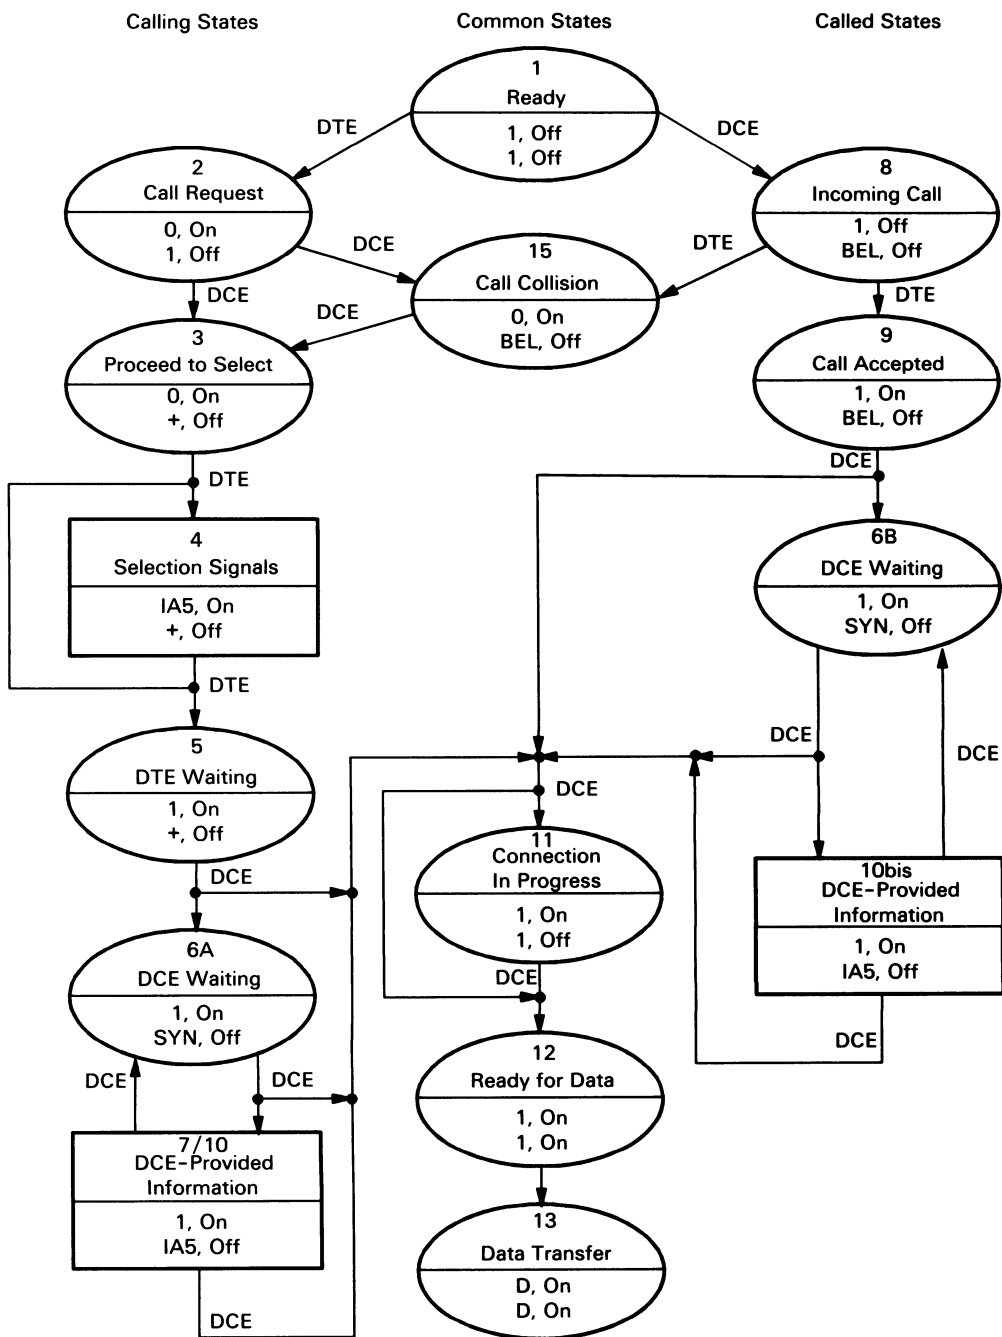 Calling States
Common States
Called States
1
Ready
1, Off
1, Off
DTE
DCE
2
Call Request
0, On
1, Off
8
Incoming Call
1, Off
BEL, Off
DCE
DTE
15
Call Collision
0, On
BEL, Off
DCE
DCE
DTE
3
Proceed to Select
0, On
+, Off
9
Call Accepted
1, On
BEL, Off
DTE
DCE
4
Selection Signals
IA5, On
+, Off
6B
DCE Waiting
1, On
SYN, Off
DTE
5
DTE Waiting
1, On
+, Off
DCE
DCE
DCE
11
Connection
In Progress
1, On
1, Off
10bis
DCE-Provided
Information
1, On
IA5, Off
DCE
6A
DCE Waiting
1, On
SYN, Off
DCE
DCE
12
Ready for Data
1, On
1, On
DCE
DCE
7/10
DCE-Provided
Information
1, On
IA5, Off
13
Data Transfer
D, On
D, On
DCE